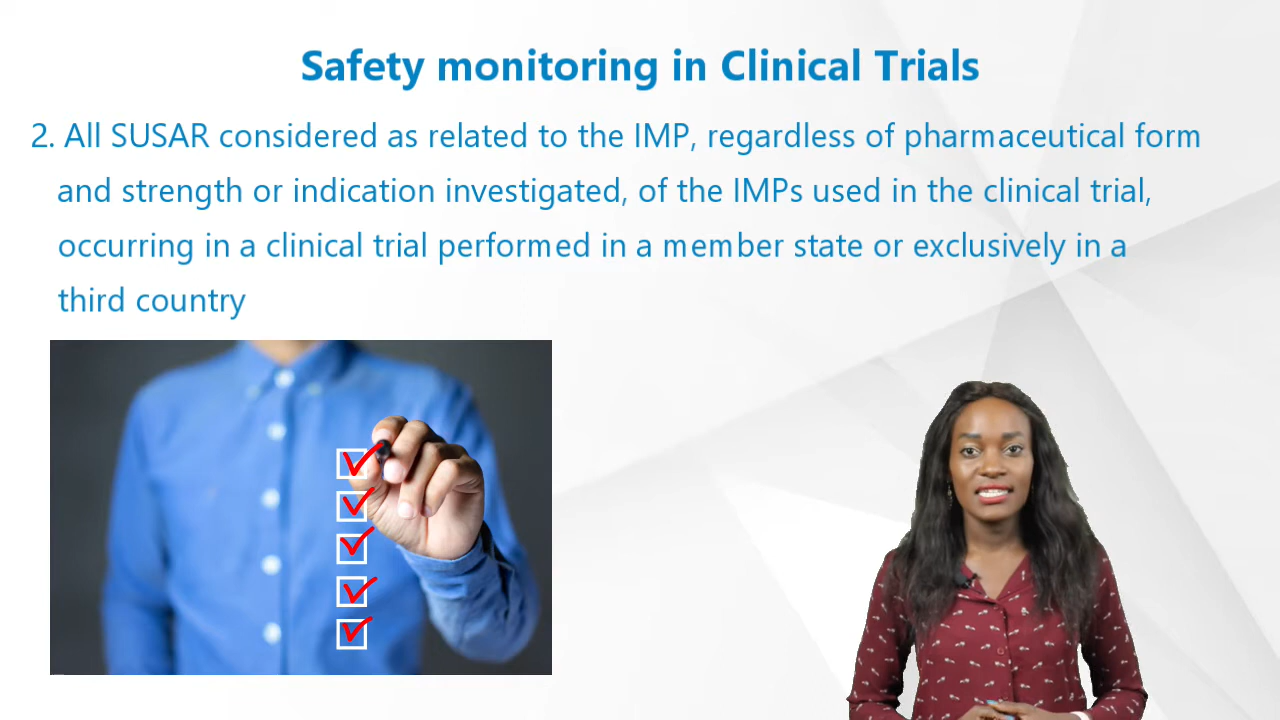 Safety monitoring in Clinical Trials
2. All SUSAR considered as related to the IMP, regardless of pharmaceutical form
and strength or indication investigated, of the IMPs used in the clinical trial,
occurring in a clinical trial performed in a member state or exclusively in a
third country